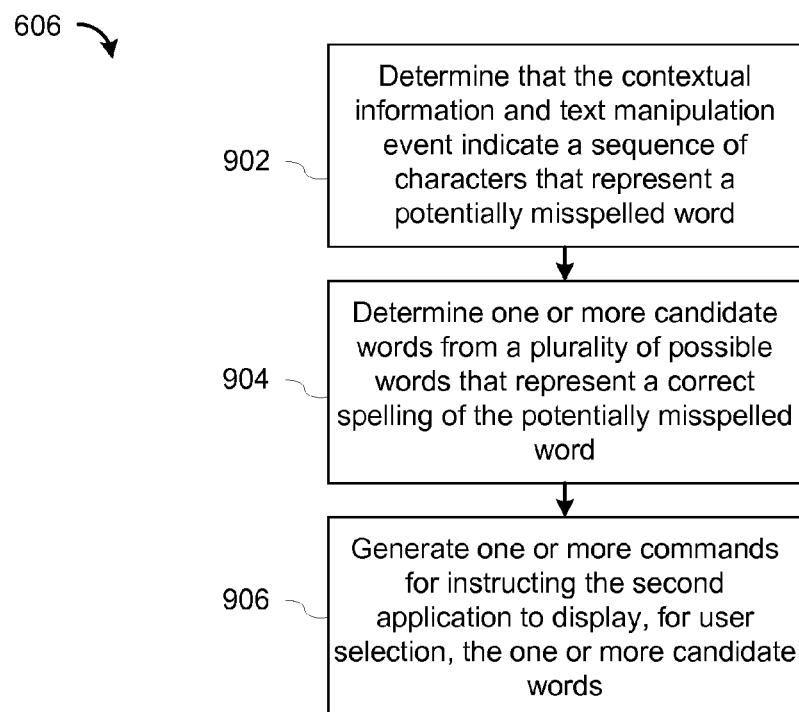 606
Determine that the contextual
information and text manipulation
event indicate a sequence of
characters that represent a
potentially misspelled word
902
Determine one or more candidate
words from a plurality of possible
words that represent a correct
spelling of the potentially misspelled
word
904
Generate one or more commands
for instructing the second
application to display, for user
selection, the one or more candidate
words
906